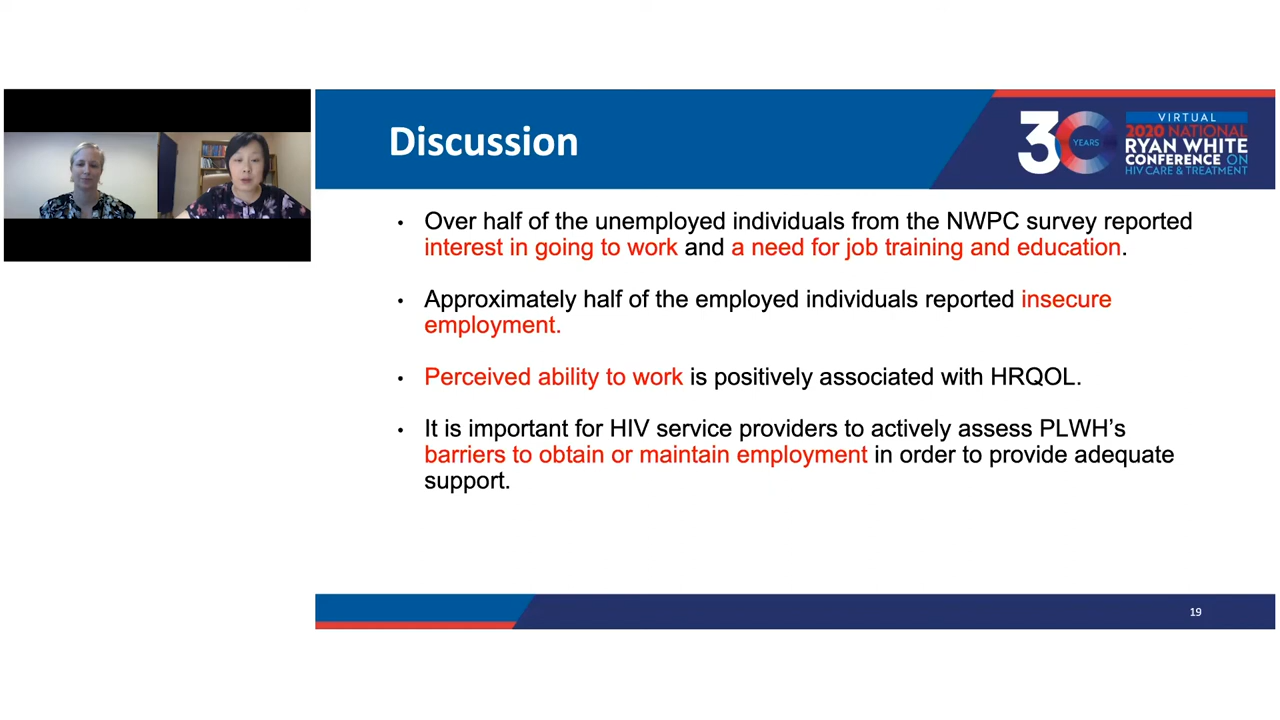 Discussion
30
YEARS
VIRTUAL
2020 NATIONAL
RYAN WHITE
CONFERENCE ON
HIV CARE & TREATMENT
• Over half of the unemployed individuals from the NWPC survey reported
interest in going to work and a need for job training and education.
• Approximately half of the employed individuals reported insecure
employment.
• Perceived ability to work is positively associated with HRQOL.
• It is important for HIV service providers to actively assess PLWH’s
barriers to obtain or maintain employment in order to provide adequate
support.
19